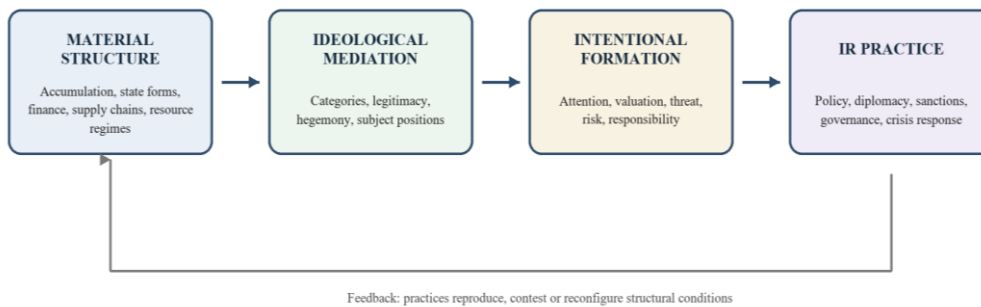 MATERIAL
STRUCTURE
Accumulation, state forms,
finance, supply chains, resource
regimes
IDEOLOGICAL
MEDIATION
Categories, legitimacy,
hegemony, subject positions
INTENTIONAL
FORMATION
Attention, valuation, threat,
risk, responsibility
IR PRACTICE
Policy, diplomacy, sanctions,
governance, crisis response
Feedback: practices reproduce, contest or reconfigure structural conditions